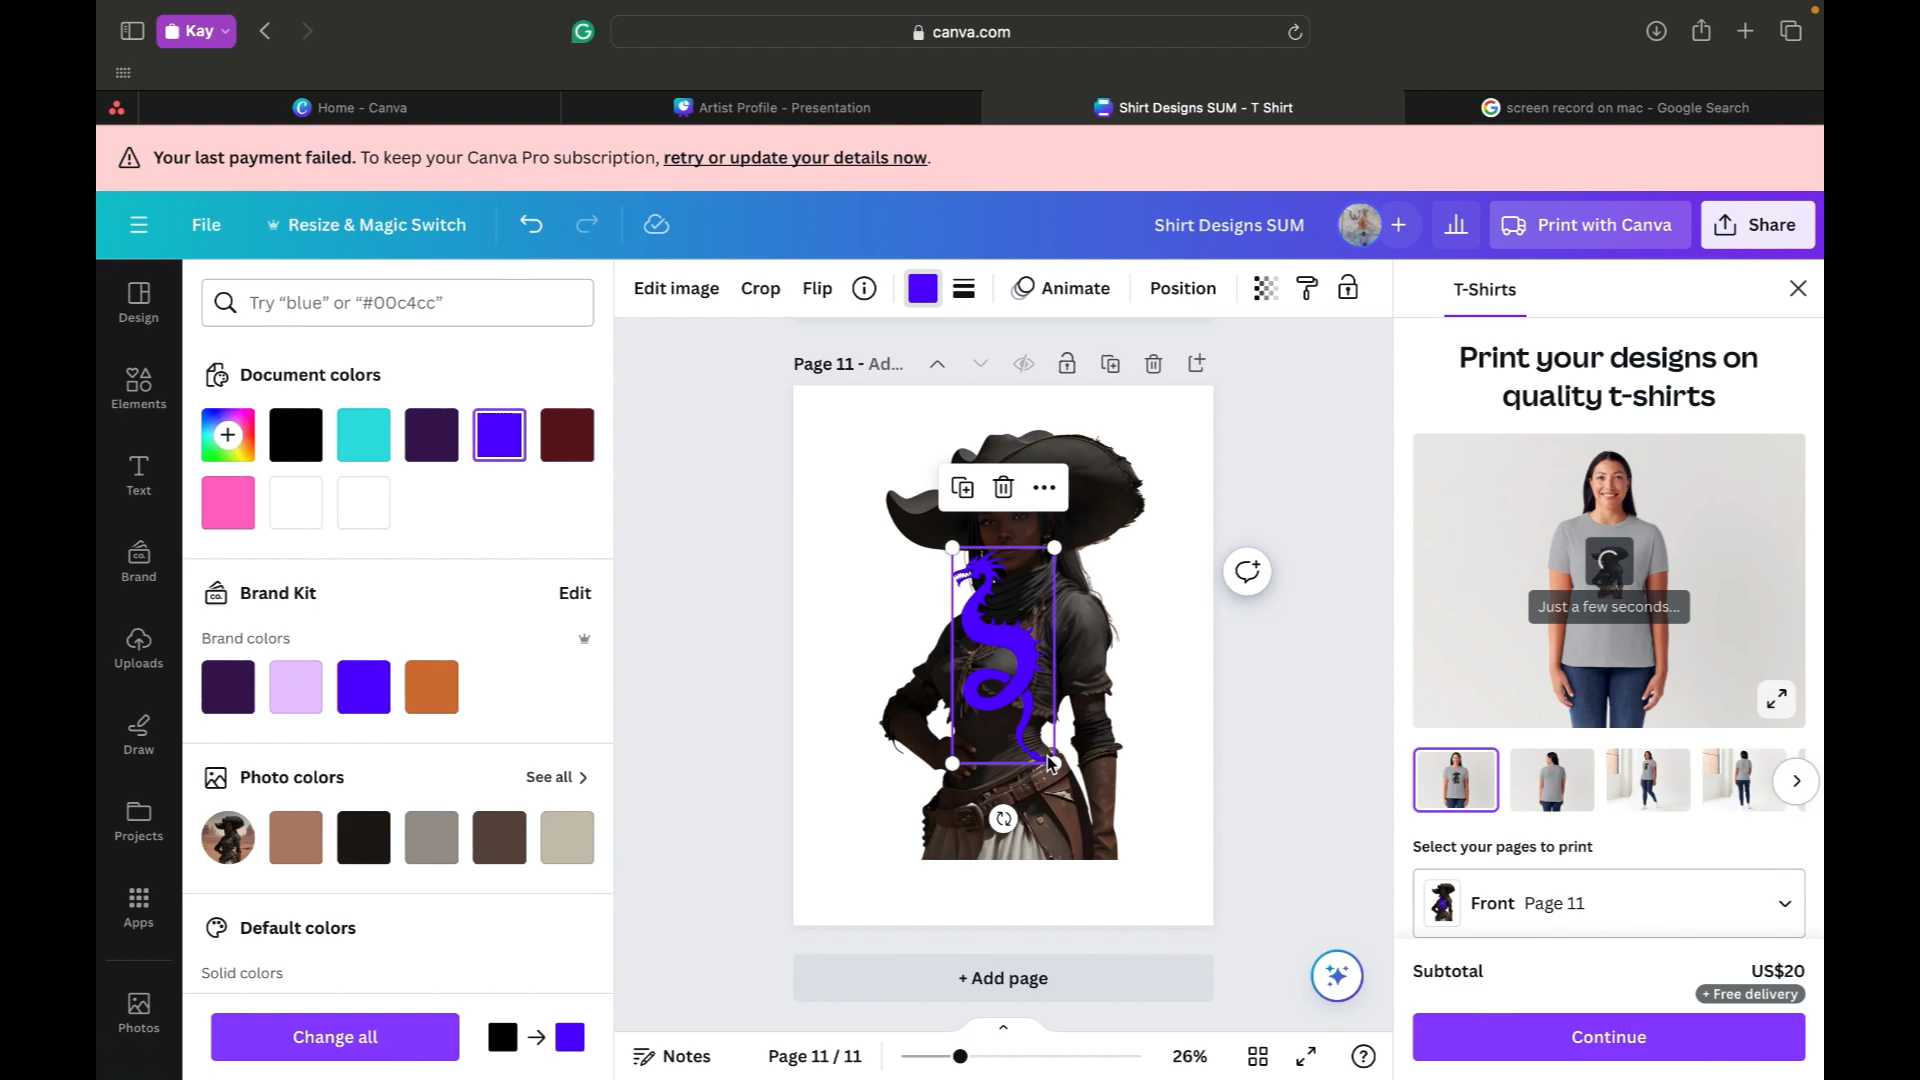 Kay
canva.com
Home - Canva
Artist Profile - Presentation
Shirt Designs SUM - T Shirt
screen record on mac - Google Search
Your last payment failed. To keep your Canva Pro subscription, retry or update your details now.
File
Resize & Magic Switch
Shirt Designs SUM
Print with Canva
Share
Design
Elements
Text
Brand
Uploads
Draw
Projects
Apps
Photos
Try “blue” or “#00c4cc”
Document colors
Brand Kit
Edit
Brand colors
Photo colors
See all
Default colors
Solid colors
Change all
Edit image
Crop
Flip
Animate
Position
Page 11 - Ad...
+ Add page
Notes
Page 11 / 11
26%
T-Shirts
Print your designs on
quality t-shirts
Just a few seconds...
Select your pages to print
Front Page 11
Subtotal
US$20
+ Free delivery
Continue